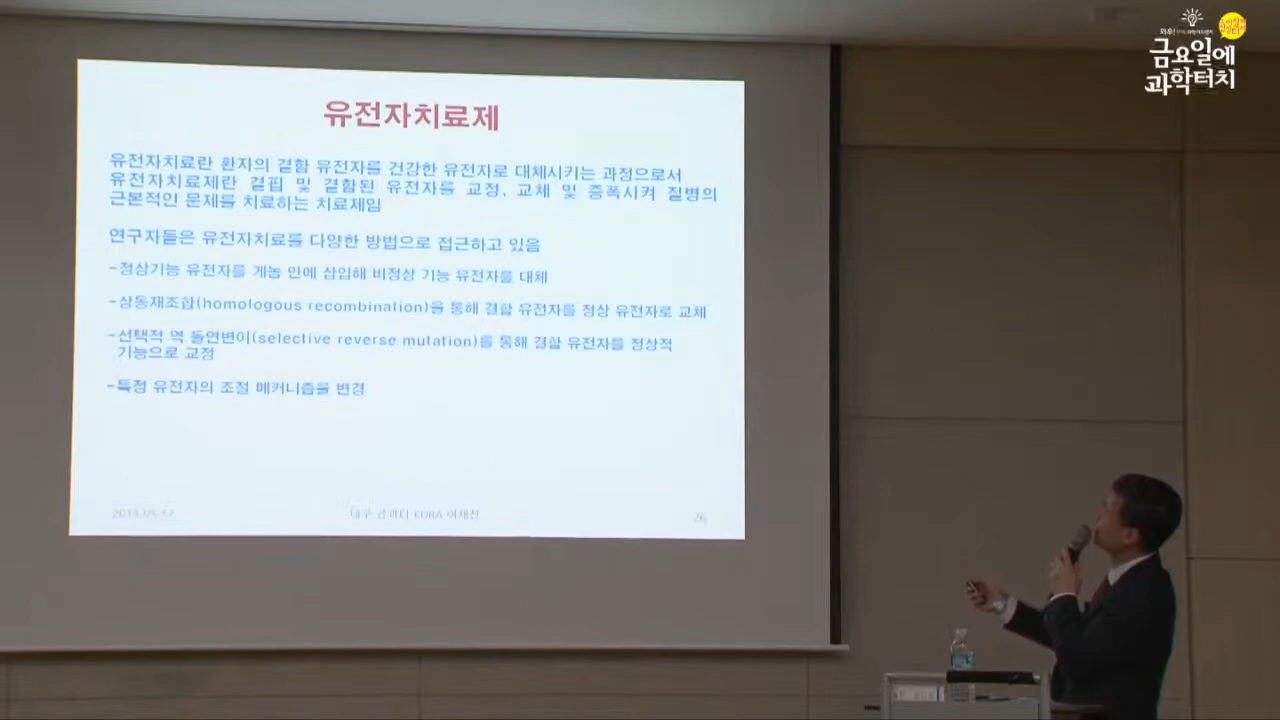 금요일에
과학터치
유전자치료제
유전자치료란 환자의 결함 유전자를 건강한 유전자로 대체시키는 과정으로서
유전자치료제란 결핍 및 결함된 유전자를 교정, 교체 및 증폭시켜 질병의
근본적인 문제를 치료하는 치료제임
연구자들은 유전자치료를 다양한 방법으로 접근하고 있음
-정상기능 유전자를 게놈 안에 삽입해 비정상 기능 유전자를 대체
-상동재조합(homologous recombination)을 통해 결함 유전자를 정상 유전자로 교체
-선택적 역 돌연변이(selective reverse mutation)를 통해 결함 유전자를 정상적
기능으로 교정
-특정 유전자의 조절 메커니즘을 변경
대구 금과터 KDRA
26